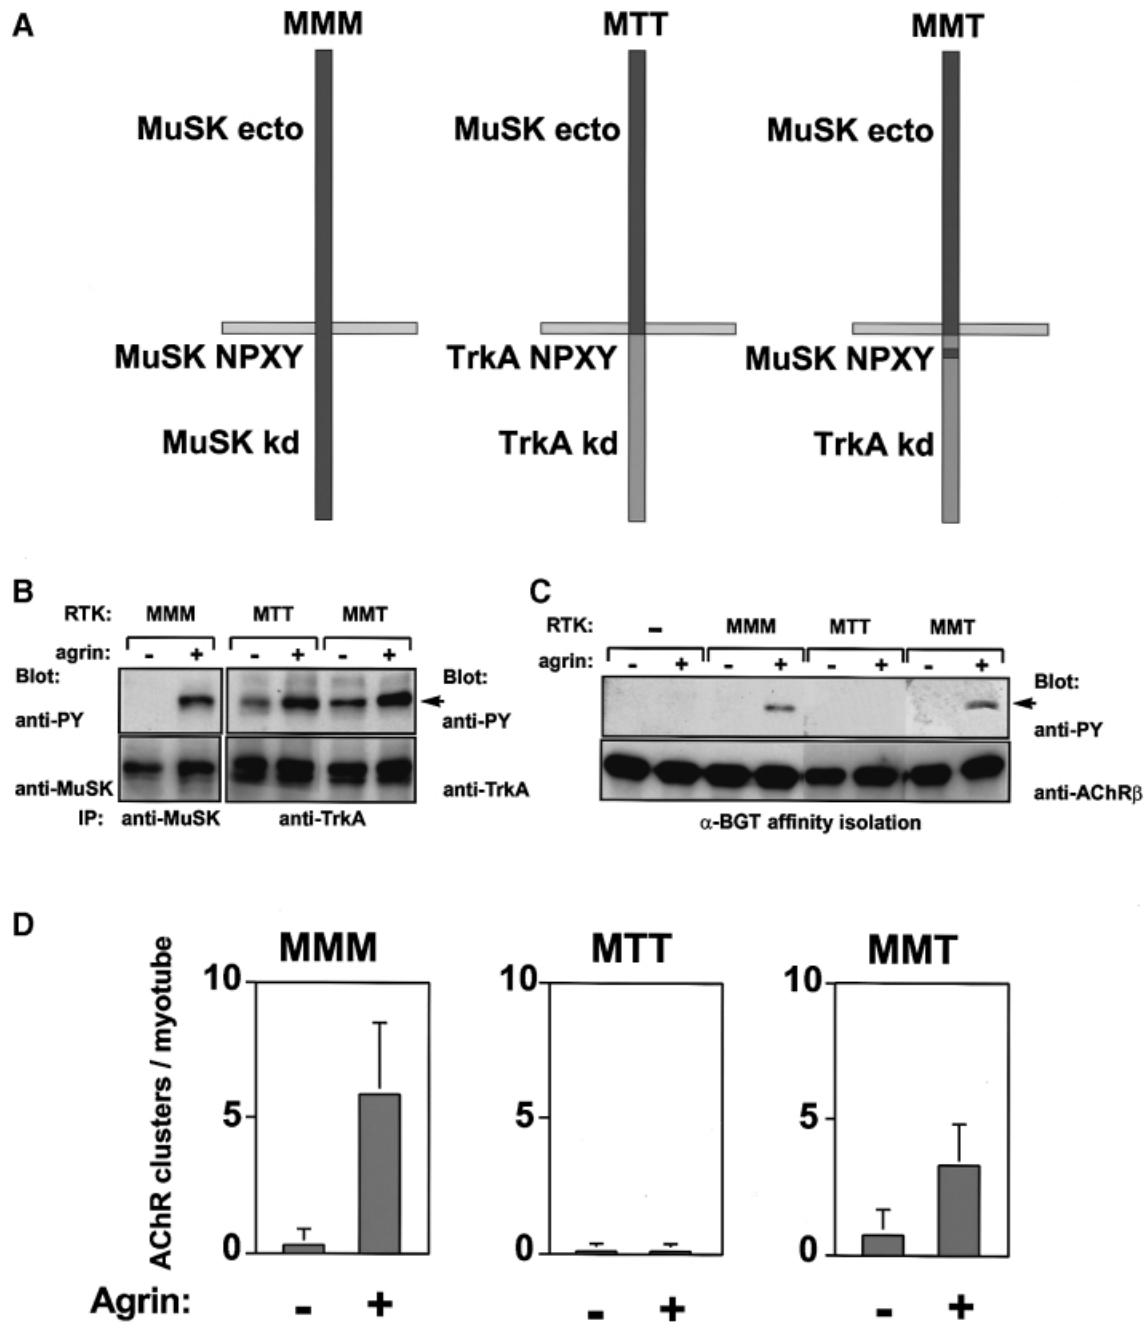 A
MMM MTT MMT
MuSK ecto MuSK ecto MuSK ecto
MuSK NPXY TrkA NPXY MuSK NPXY
MuSK kd TrkA kd TrkA kd
B
RTK: MMM MTT MMT
agrin: - + - + - +
Blot: Blot:
anti-PY anti-PY
anti-MuSK anti-TrkA
IP: anti-MuSK anti-TrkA
C
RTK: - MMM MTT MMT
agrin: - + - + - + - +
Blot:
anti-PY
anti-AChRβ
α-BGT affinity isolation
D
MMM MTT MMT
AChR clusters / myotube
10 10 10
5 5 5
0 0 0
Agrin: - + - + - +